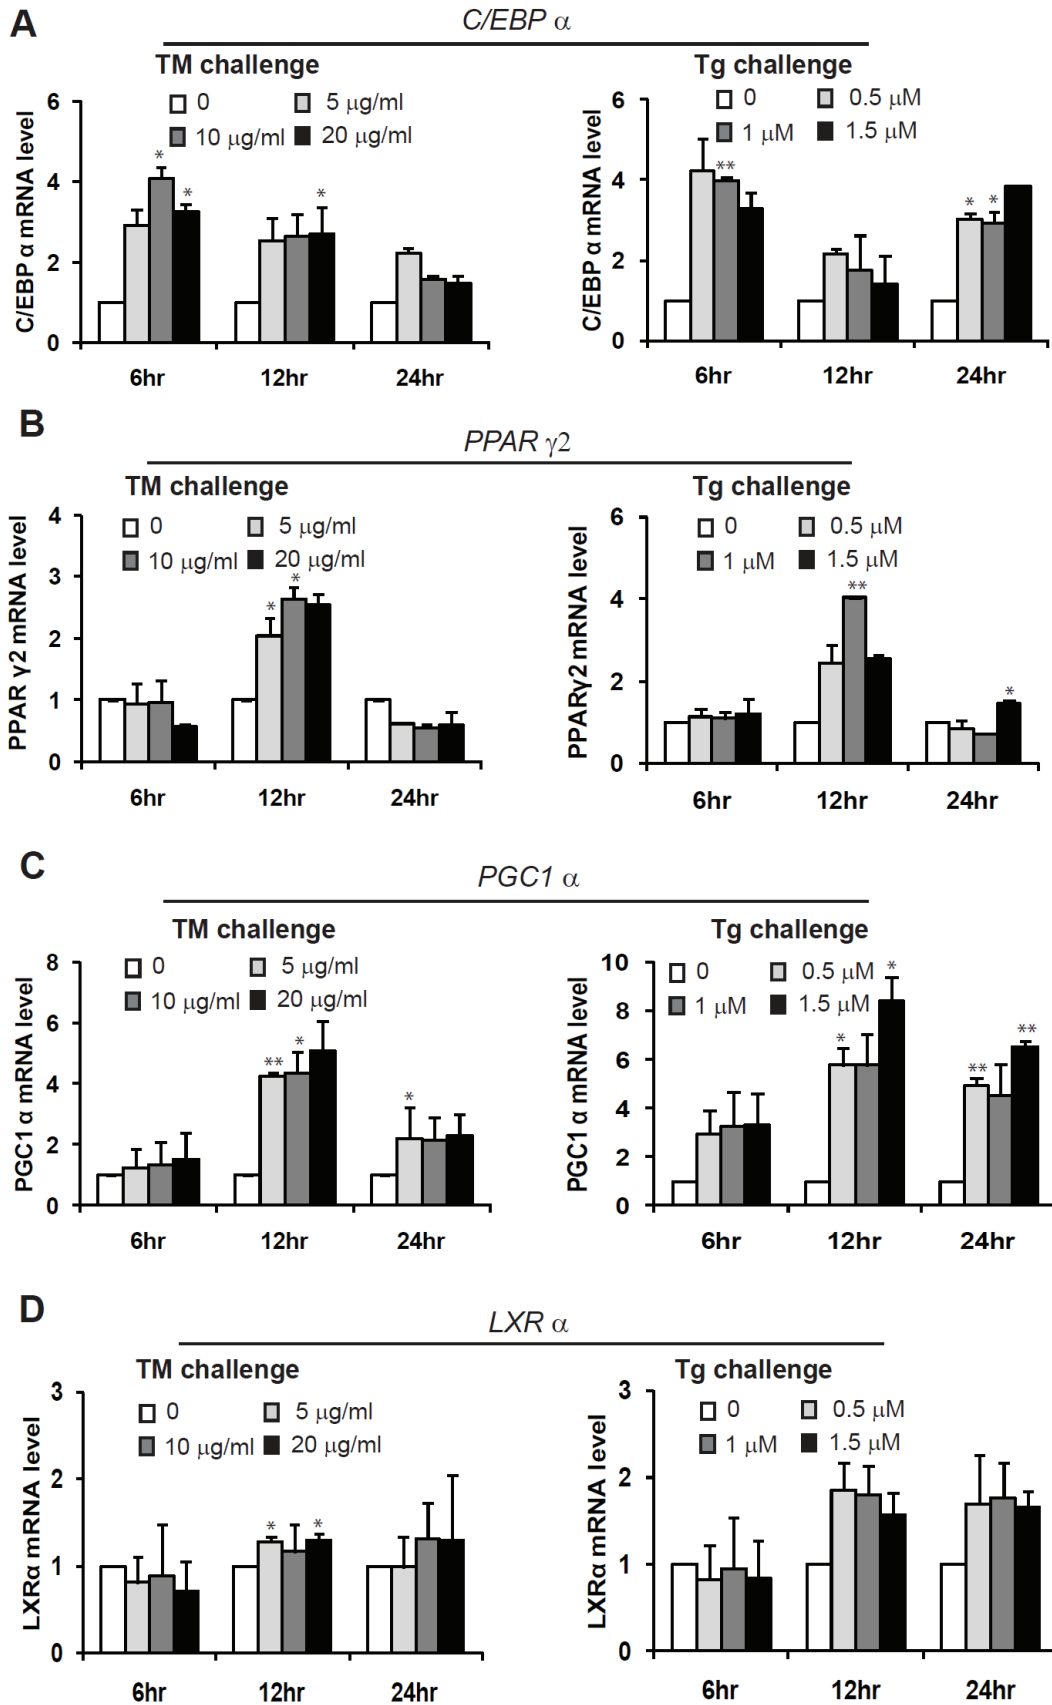 A
C/EBP α
TM challenge
0
5 μg/ml
10 μg/ml
20 μg/ml
C/EBP α mRNA level
6
4
2
0
*
*
*
6hr
12hr
24hr
Tg challenge
0
0.5 μM
1 μM
1.5 μM
C/EBP α mRNA level
6
4
2
0
**
*
*
6hr
12hr
24hr
B
PPAR γ2
TM challenge
0
5 μg/ml
10 μg/ml
20 μg/ml
PPAR γ2 mRNA level
4
3
2
1
0
*
*
6hr
12hr
24hr
Tg challenge
0
0.5 μM
1 μM
1.5 μM
PPARγ2 mRNA level
6
4
2
0
**
*
6hr
12hr
24hr
C
PGC1 α
TM challenge
0
5 μg/ml
10 μg/ml
20 μg/ml
PGC1 α mRNA level
8
6
4
2
0
**
*
*
6hr
12hr
24hr
Tg challenge
0
0.5 μM
1 μM
1.5 μM
PGC1 α mRNA level
10
8
6
4
2
0
*
*
**
**
6hr
12hr
24hr
D
LXR α
TM challenge
0
5 μg/ml
10 μg/ml
20 μg/ml
LXRα mRNA level
3
2
1
0
*
*
6hr
12hr
24hr
Tg challenge
0
0.5 μM
1 μM
1.5 μM
LXRα mRNA level
3
2
1
0
6hr
12hr
24hr